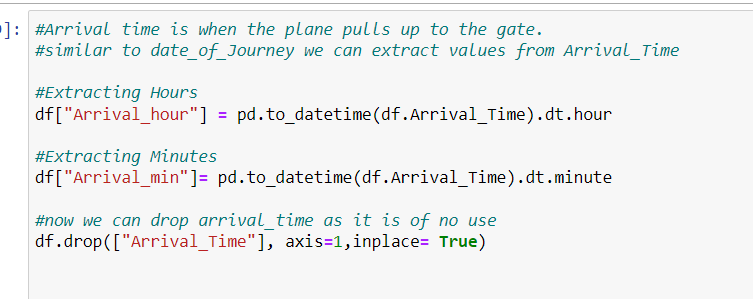 ]: #Arrival time is when the plane pulls up to the gate.
#similar to date_of_Journey we can extract values from Arrival_Time
#Extracting Hours
df["Arrival_hour"] = pd.to_datetime(df.Arrival_Time).dt.hour
#Extracting Minutes
df["Arrival_min"]= pd.to_datetime(df.Arrival_Time).dt.minute
#now we can drop arrival_time as it is of no use
df.drop(["Arrival_Time"], axis=1,inplace= True)